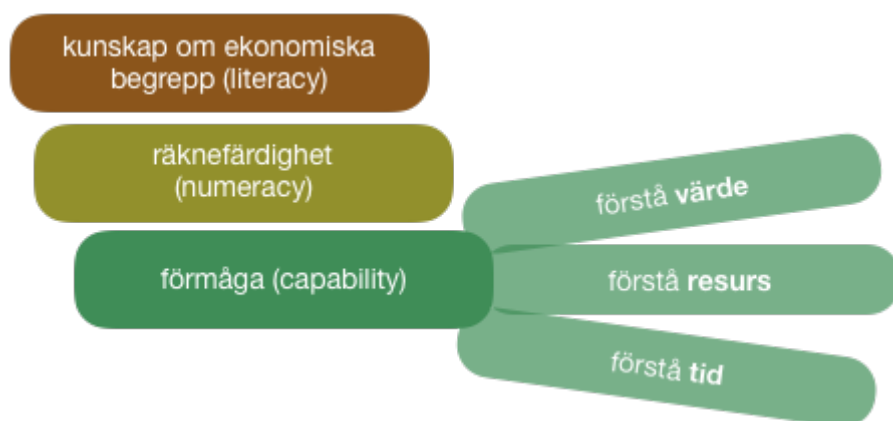 kunskap om ekonomiska
begrepp (literacy)
räknefärdighet
(numeracy)
förmåga (capability)
förstå värde
förstå resurs
förstå tid